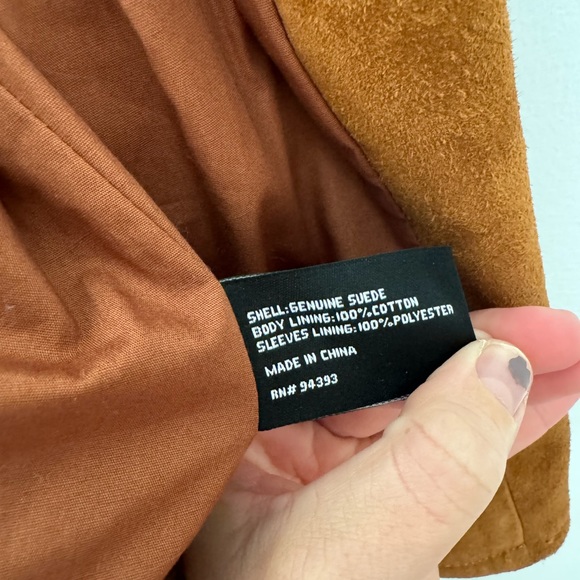 SHELL:GENUINE SUEDE
BODY LINING:100%COTTON
SLEEVES LINING:100%POLYESTER
MADE IN CHINA
RN# 94393